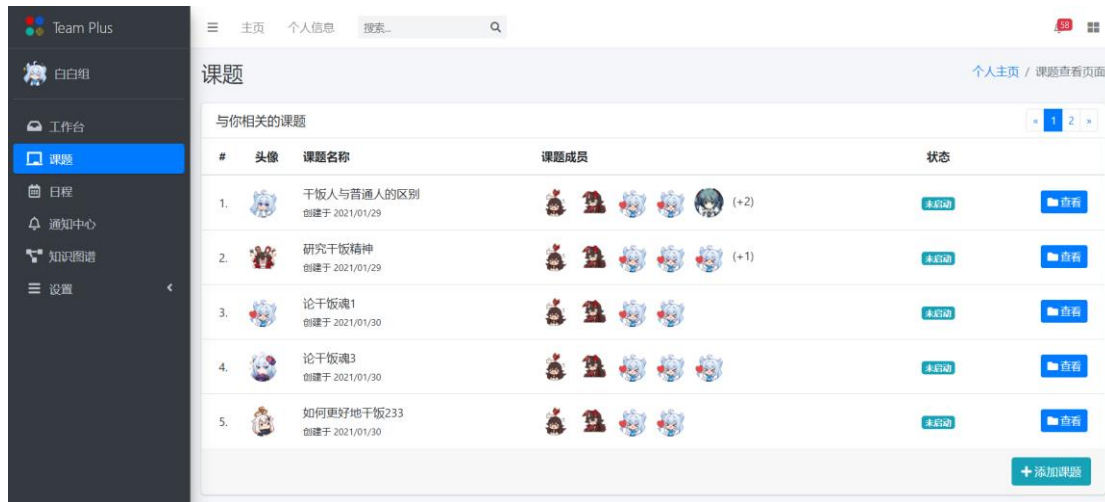 Team Plus
主页 个人信息 搜索...
58
白白组
课题
个人主页 / 课题查看页面
工作台
课题
日程
通知中心
知识图谱
设置
与你相关的课题
« 1 2 »
# 头像 课题名称 课题成员 状态
1. 干饭人与普通人的区别 (+2) 未启动 查看
创建于 2021/01/29
2. 研究干饭精神 (+1) 未启动 查看
创建于 2021/01/29
3. 论干饭魂1 未启动 查看
创建于 2021/01/30
4. 论干饭魂3 未启动 查看
创建于 2021/01/30
5. 如何更好地干饭233 未启动 查看
创建于 2021/01/30
+添加课题